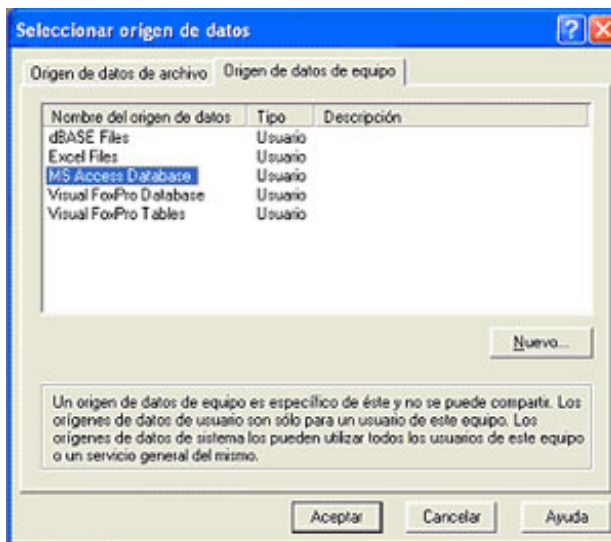 Seleccionar origen de datos
Origen de datos de archivo Origen de datos de equipo
Nombre del origen de datos Tipo Descripción
dBASE Files Usuario
Excel Files Usuario
MS Access Database Usuario
Visual FoxPro Database Usuario
Visual FoxPro Tables Usuario
Nuevo...
Un origen de datos de equipo es específico de éste y no se puede compartir. Los
orígenes de datos de usuario son sólo para un usuario de este equipo. Los
orígenes de datos de sistema los pueden utilizar todos los usuarios de este equipo
o un servicio general del mismo.
Aceptar Cancelar Ayuda